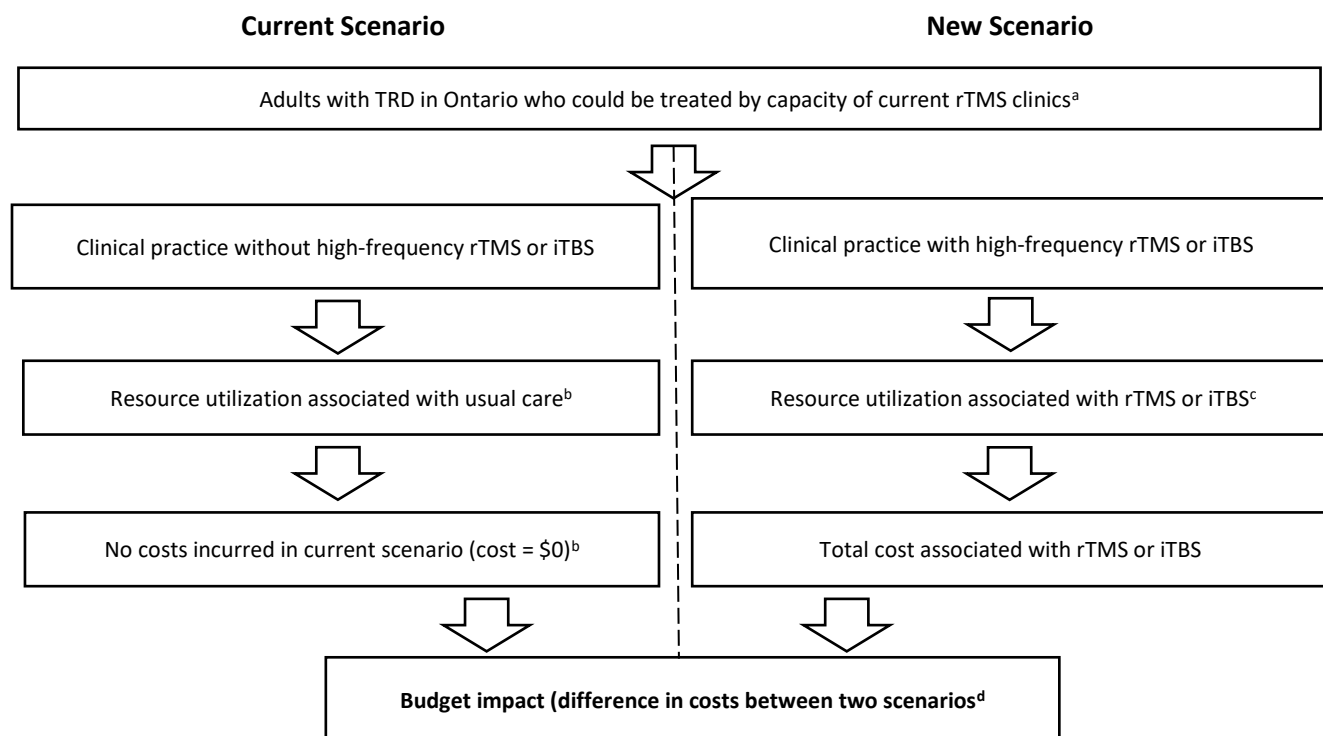 Current Scenario
New Scenario
Adults with TRD in Ontario who could be treated by capacity of current rTMS clinicsᵃ
Clinical practice without high-frequency rTMS or iTBS
Clinical practice with high-frequency rTMS or iTBS
Resource utilization associated with usual careᵇ
Resource utilization associated with rTMS or iTBSᶜ
No costs incurred in current scenario (cost = $0)ᵇ
Total cost associated with rTMS or iTBS
Budget impact (difference in costs between two scenariosᵈ